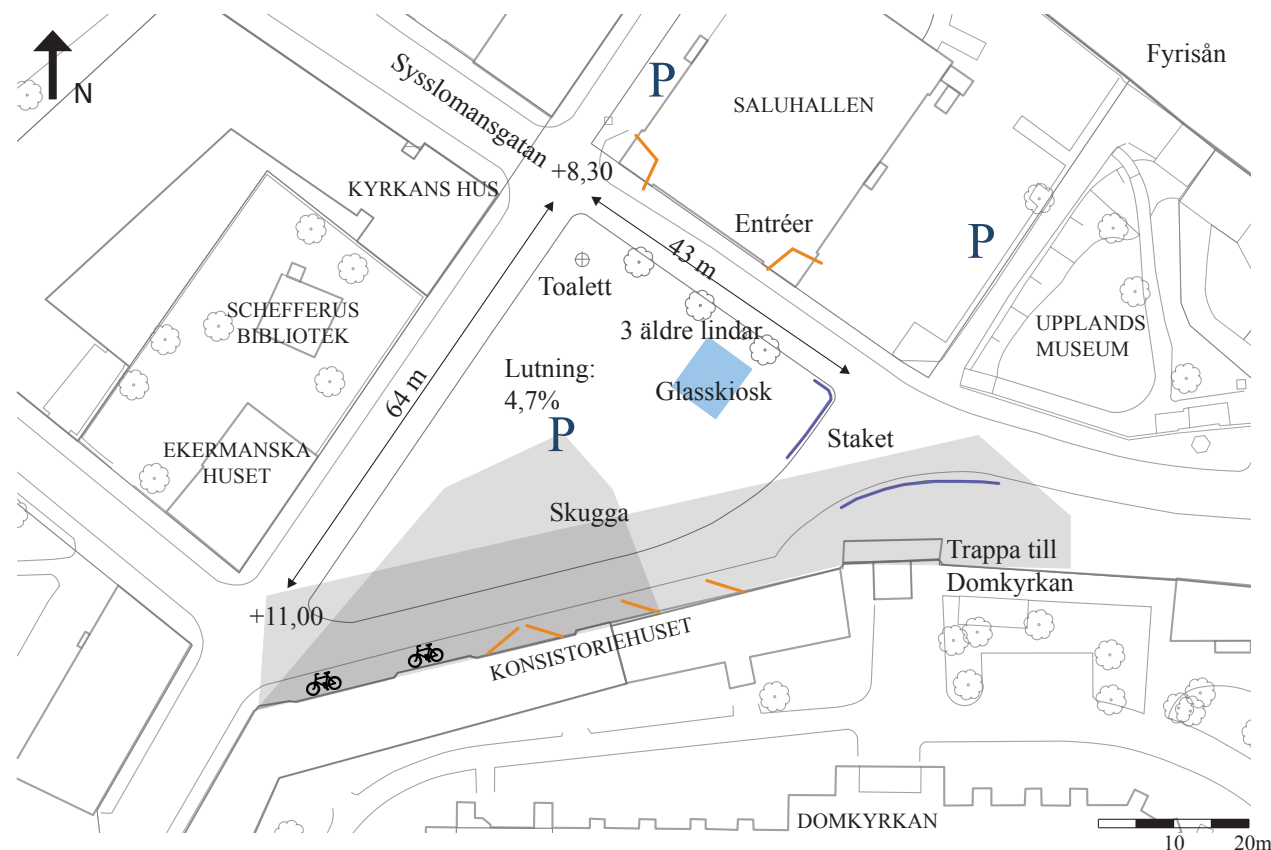 Fyrisån
Sysslomansgatan
P
SALUHALLEN
N
+8,30
KYRKANS HUS
Entréer
P
43 m
Toalett
SCHEFFERUS
BIBLIOTEK
3 äldre lindar
UPPLANDS
MUSEUM
64 m
Lutning:
4,7%
Glasskiosk
P
Staket
EKERMANSKA
HUSET
Skugga
Trappa till
Domkyrkan
+11,00
KONSISTORIEHUSET
DOMKYRKAN
10
20m